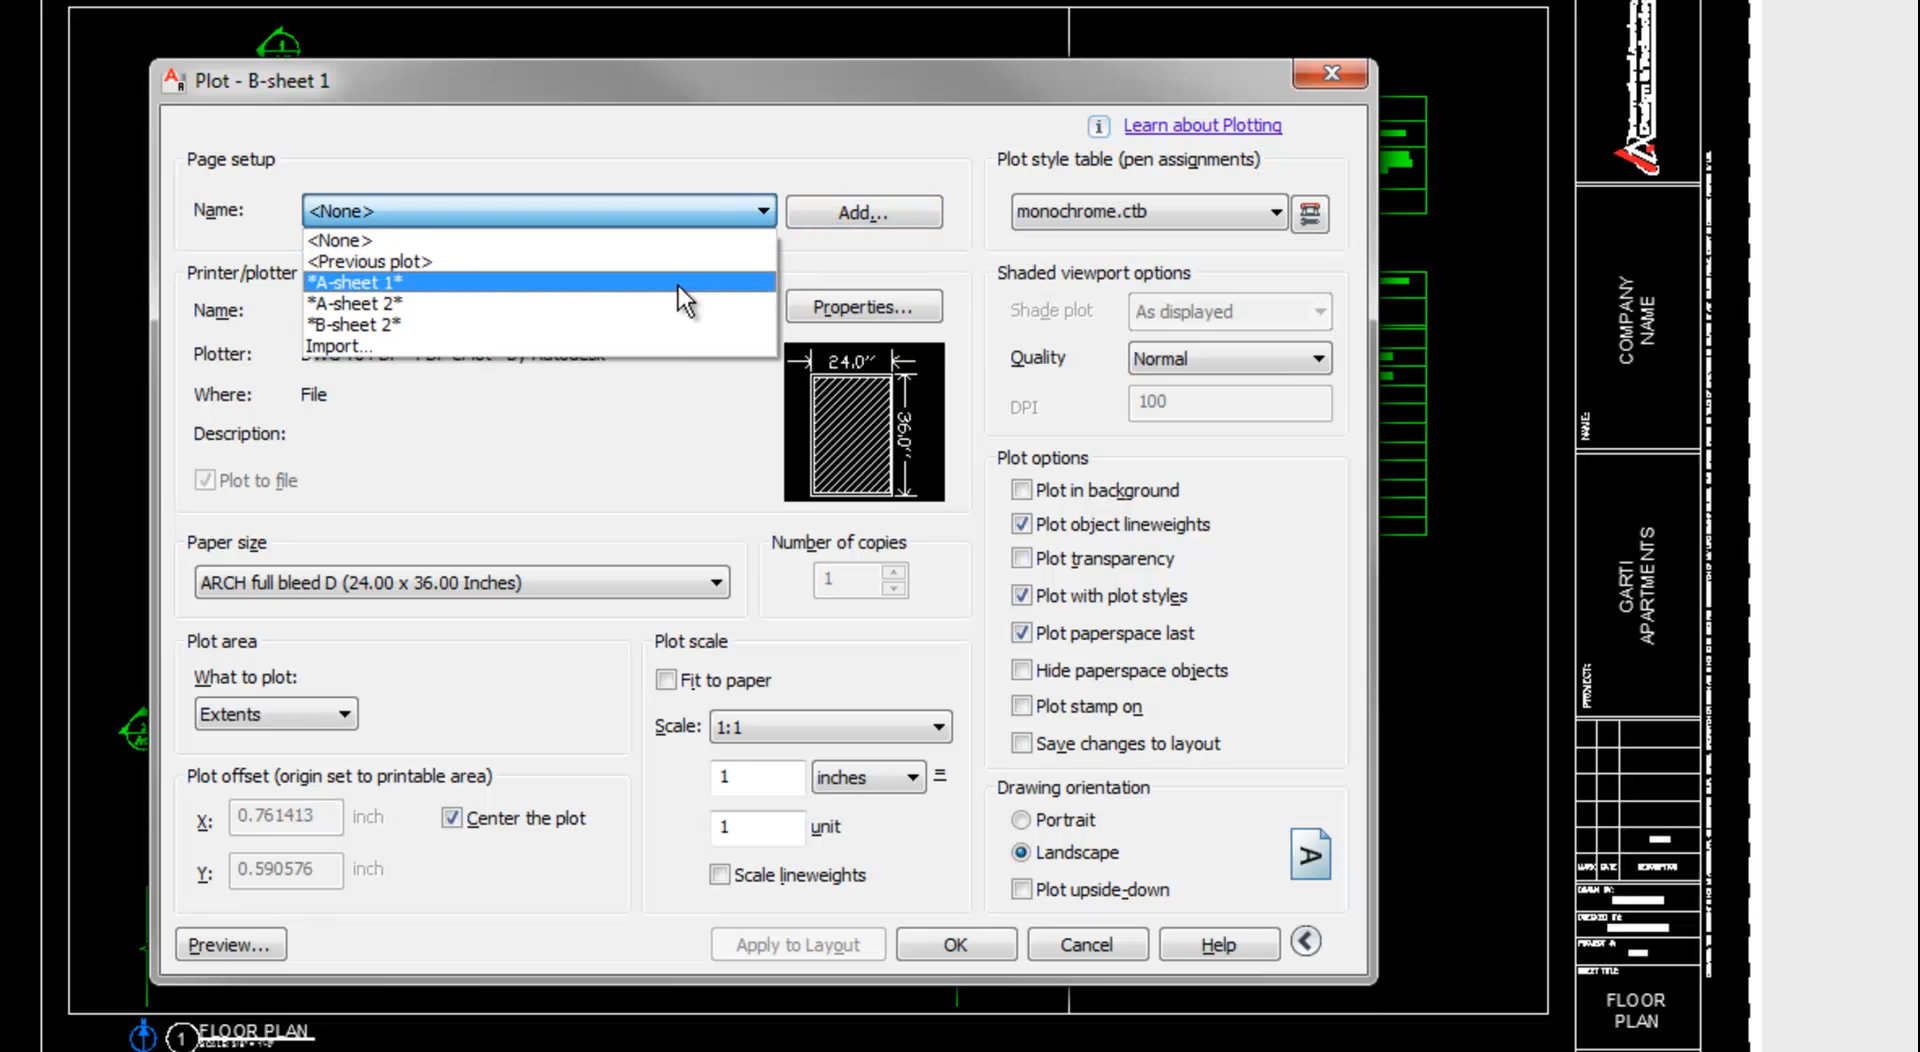 Plot - B-sheet 1
Learn about Plotting
Page setup
Name:
<None>
Add...
<None>
<Previous plot>
*A-sheet 1*
*A-sheet 2*
*B-sheet 2*
Import...
Printer/plotter
Name:
Properties...
Plotter:
Where:
File
Description:
Plot to file
24.0''
36.0''
Paper size
ARCH full bleed D (24.00 x 36.00 Inches)
Number of copies
1
Plot area
What to plot:
Extents
Plot scale
Fit to paper
Scale:
1:1
1
inches
=
1
unit
Scale lineweights
Plot offset (origin set to printable area)
X:
0.761413
inch
Center the plot
Y:
0.590576
inch
Plot style table (pen assignments)
monochrome.ctb
Shaded viewport options
Shade plot
As displayed
Quality
Normal
DPI
100
Plot options
Plot in background
Plot object lineweights
Plot transparency
Plot with plot styles
Plot paperspace last
Hide paperspace objects
Plot stamp on
Save changes to layout
Drawing orientation
Portrait
Landscape
Plot upside-down
A
Preview...
Apply to Layout
OK
Cancel
Help
1
FLOOR PLAN
COMPANY
NAME
NAME:
GARTI
APARTMENTS
PROJECT:
SHEET TITLE:
FLOOR
PLAN
1